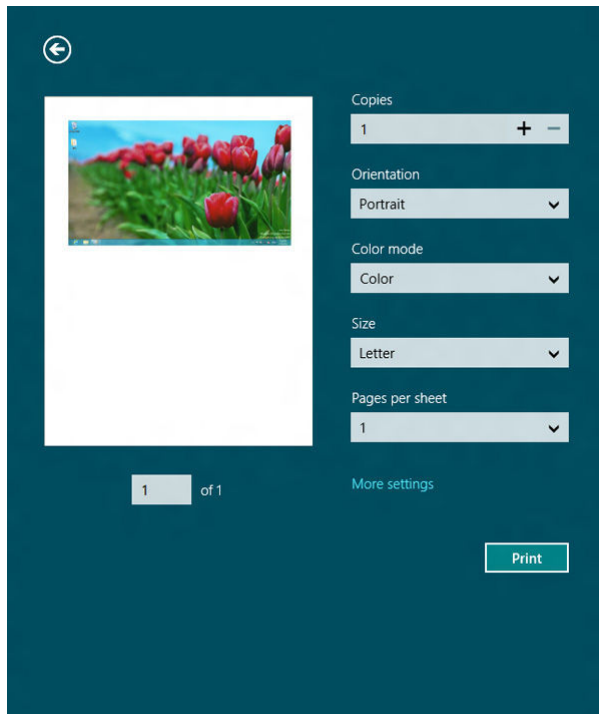 Copies
1
Orientation
Portrait
Color mode
Color
Size
Letter
Pages per sheet
1
1 of 1
More settings
Print